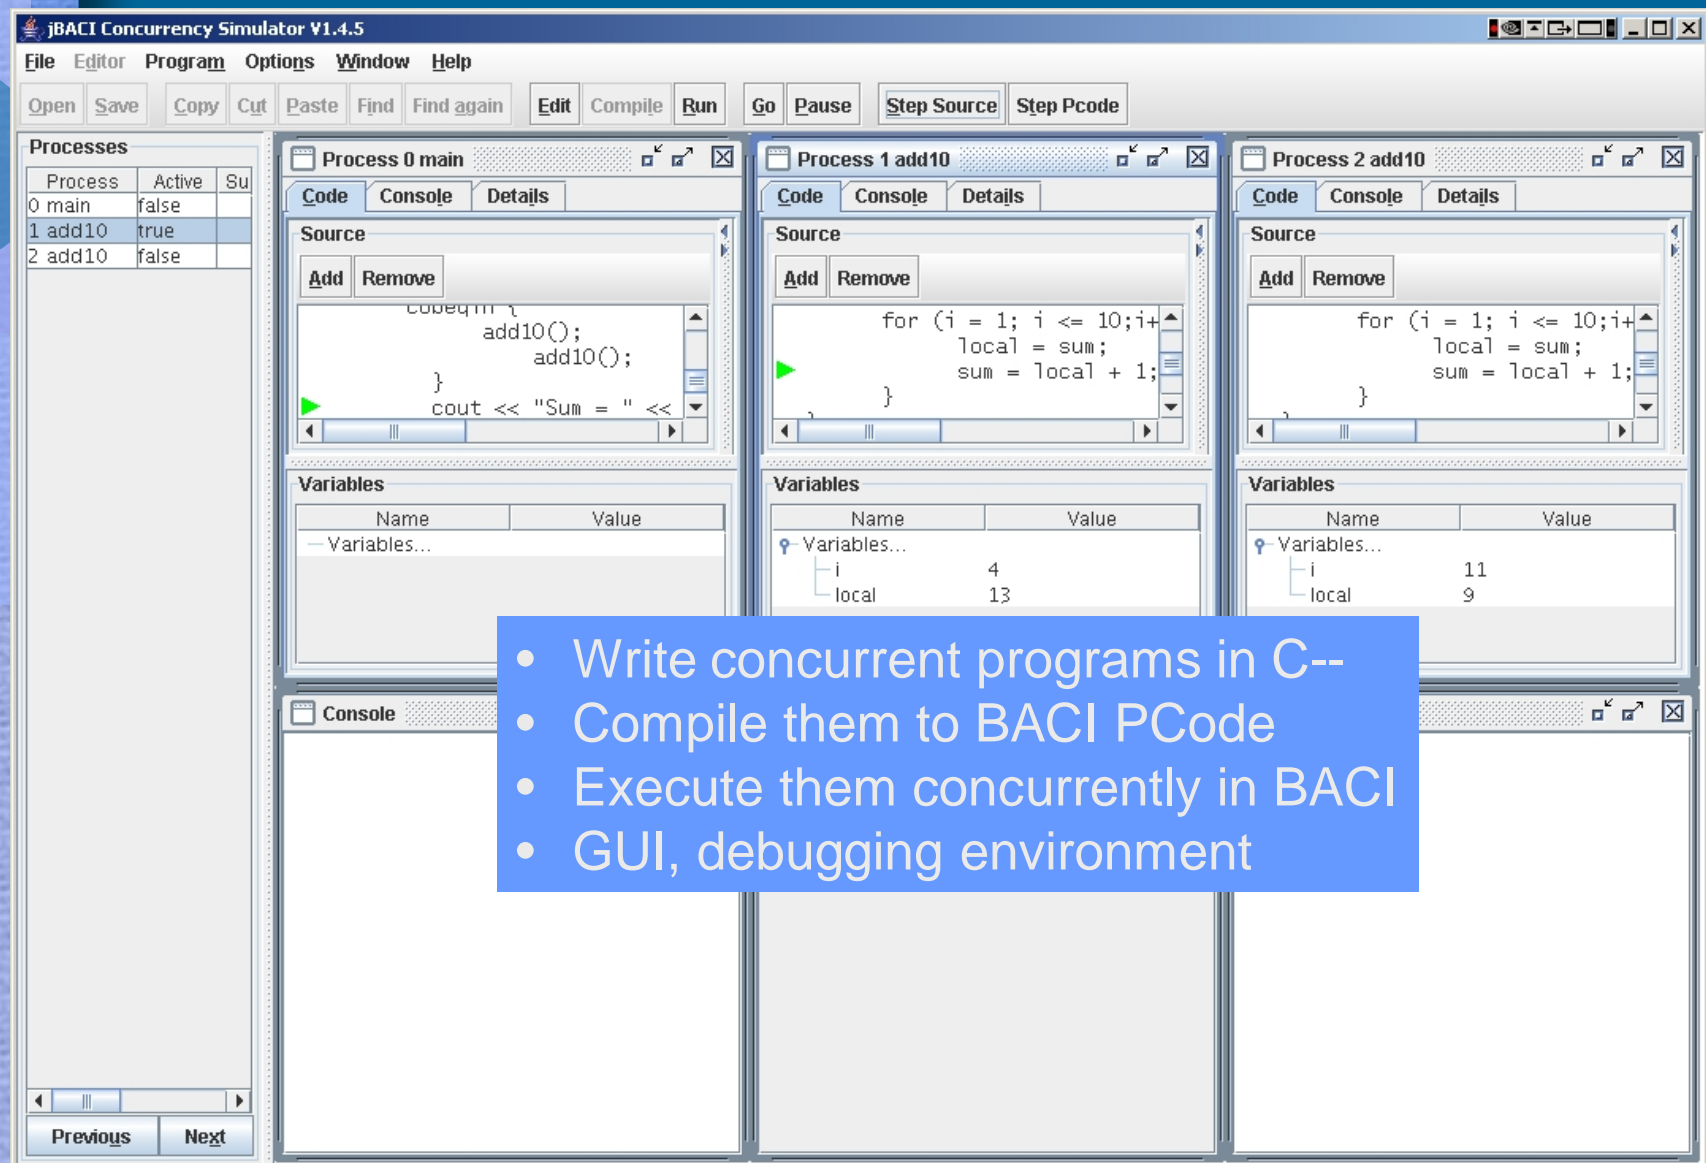 jBACI Concurrency Simulator V1.4.5
File Editor Program Options Window Help
Open Save Copy Cut Paste Find Find again Edit Compile Run Go Pause Step Source Step Pcode
Processes
Process Active Su
0 main false
1 add10 true
2 add10 false
Previous Next
Process 0 main
Code Console Details
Source
Add Remove
cobegin {
add10();
add10();
}
cout << "Sum = " <<
Variables
Name Value
Variables...
Process 1 add10
Code Console Details
Source
Add Remove
for (i = 1; i <= 10;i+
local = sum;
sum = local + 1;
}
Variables
Name Value
Variables...
i 4
local 13
Process 2 add10
Code Console Details
Source
Add Remove
for (i = 1; i <= 10;i+
local = sum;
sum = local + 1;
}
Variables
Name Value
Variables...
i 11
local 9
Console
• Write concurrent programs in C--
• Compile them to BACI PCode
• Execute them concurrently in BACI
• GUI, debugging environment